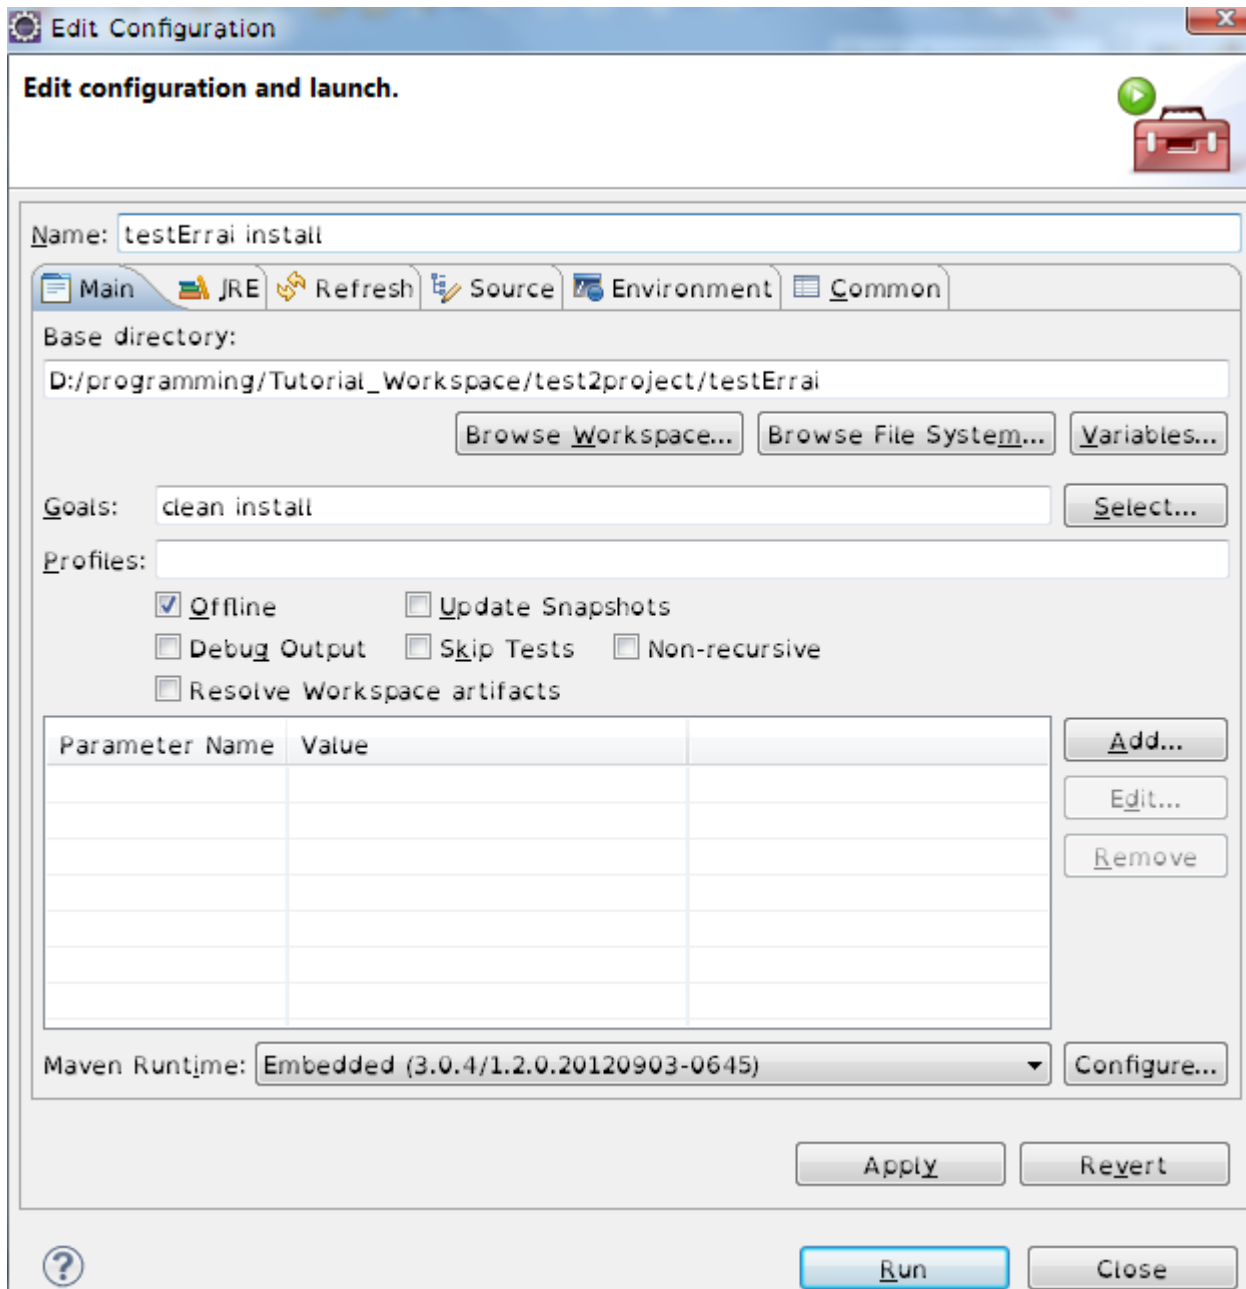 Edit Configuration
Edit configuration and launch.
Name: testErrai install
Main JRE Refresh Source Environment Common
Base directory:
D:/programming/Tutorial_Workspace/test2project/testErrai
Browse Workspace... Browse File System... Variables...
Goals: clean install Select...
Profiles:
Offline Update Snapshots
Debug Output Skip Tests Non-recursive
Resolve Workspace artifacts
Parameter Name Value Add...
Edit...
Remove
Maven Runtime: Embedded (3.0.4/1.2.0.20120903-0645) Configure...
Apply Revert
? Run Close